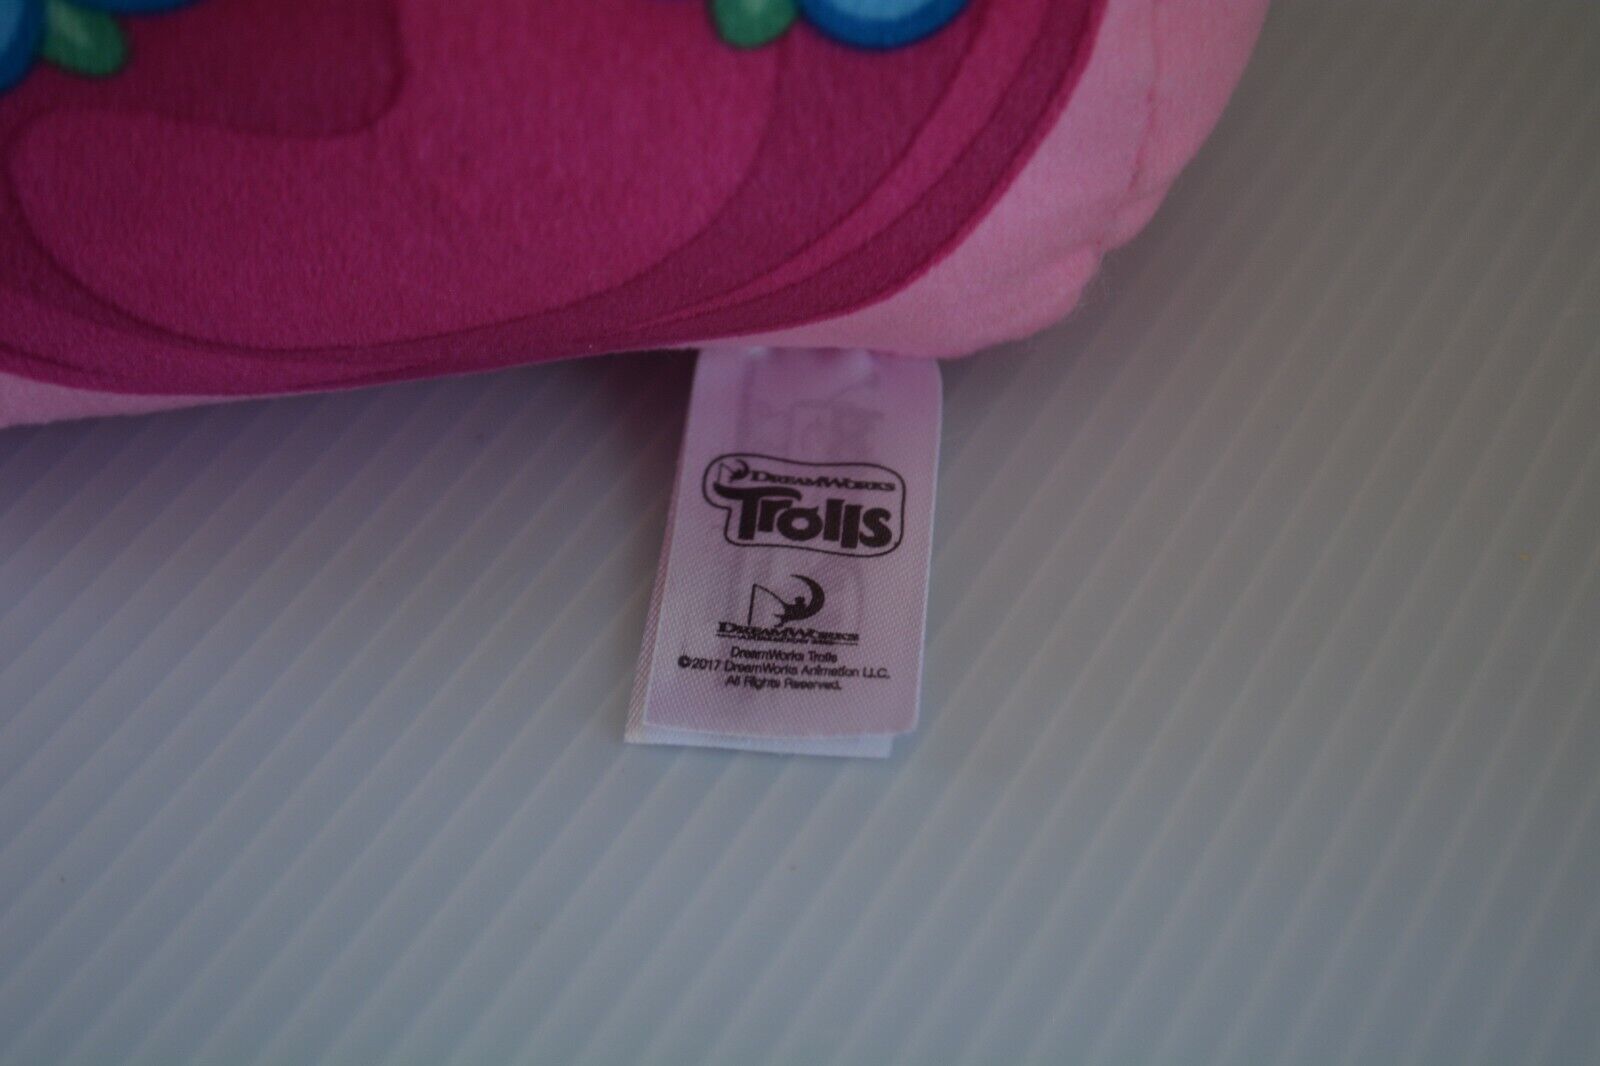 DREAMWORKS
Trolls
DREAMWORKS
DreamWorks Trolls
©2017 DreamWorks Animation LLC.
All Rights Reserved.